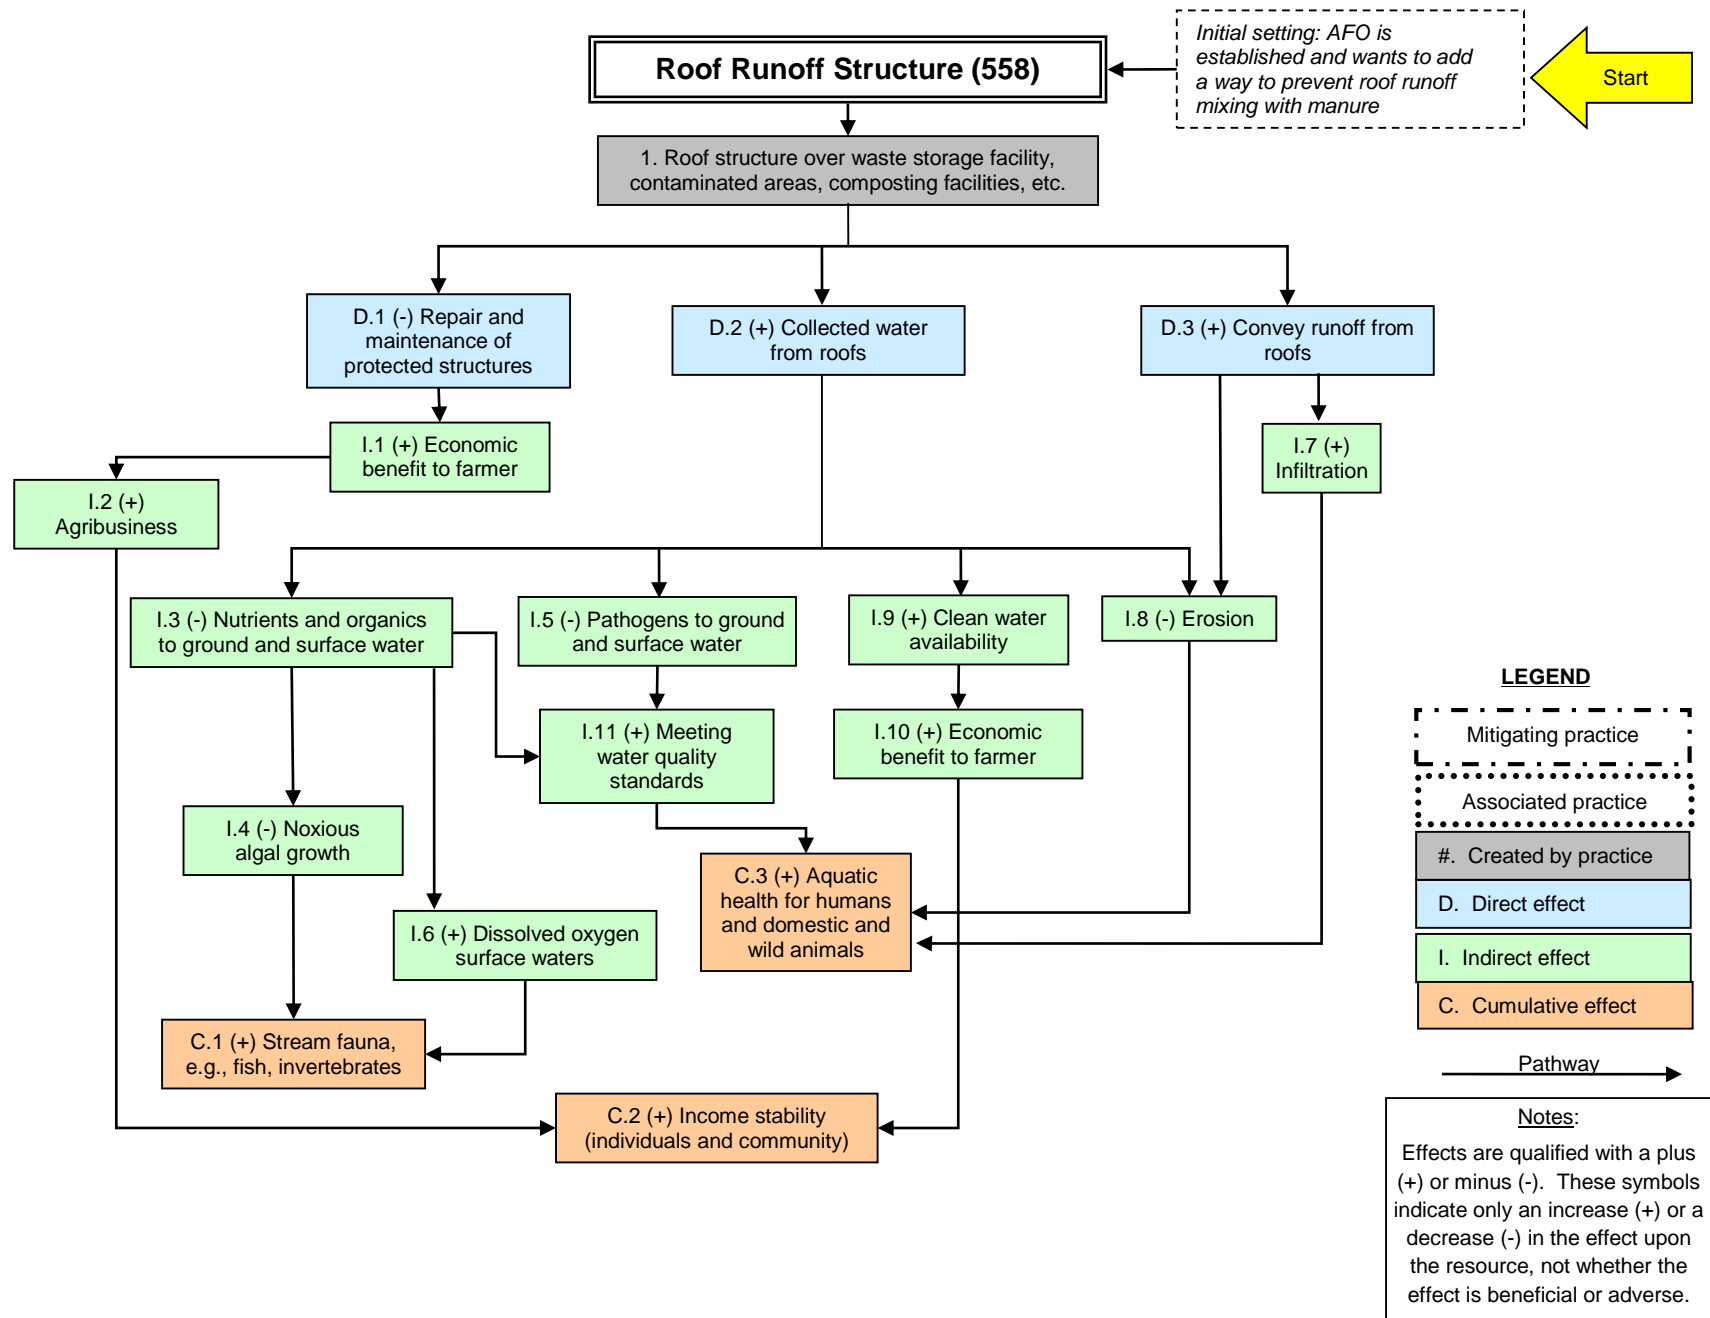 Roof Runoff Structure (558)
Initial setting: AFO is
established and wants to add
a way to prevent roof runoff
mixing with manure
Start
1. Roof structure over waste storage facility,
contaminated areas, composting facilities, etc.
D.1 (-) Repair and
maintenance of
protected structures
D.2 (+) Collected water
from roofs
D.3 (+) Convey runoff from
roofs
I.1 (+) Economic
benefit to farmer
I.7 (+)
Infiltration
I.2 (+)
Agribusiness
I.3 (-) Nutrients and organics
to ground and surface water
I.5 (-) Pathogens to ground
and surface water
I.9 (+) Clean water
availability
I.8 (-) Erosion
I.11 (+) Meeting
water quality
standards
I.10 (+) Economic
benefit to farmer
I.4 (-) Noxious
algal growth
C.3 (+) Aquatic
health for humans
and domestic and
wild animals
I.6 (+) Dissolved oxygen
surface waters
C.1 (+) Stream fauna,
e.g., fish, invertebrates
C.2 (+) Income stability
(individuals and community)
LEGEND
Mitigating practice
Associated practice
#. Created by practice
D. Direct effect
I. Indirect effect
C. Cumulative effect
Pathway
Notes:
Effects are qualified with a plus
(+) or minus (-). These symbols
indicate only an increase (+) or a
decrease (-) in the effect upon
the resource, not whether the
effect is beneficial or adverse.